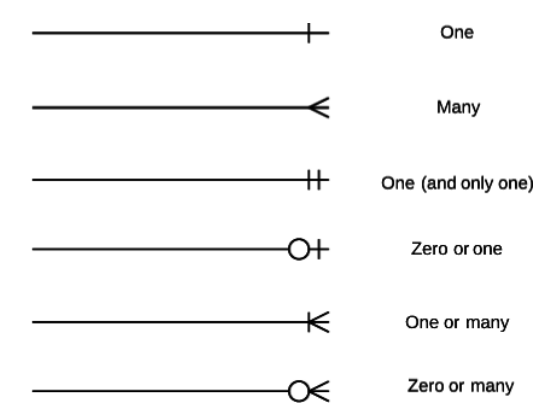 One
Many
One (and only one)
Zero or one
One or many
Zero or many